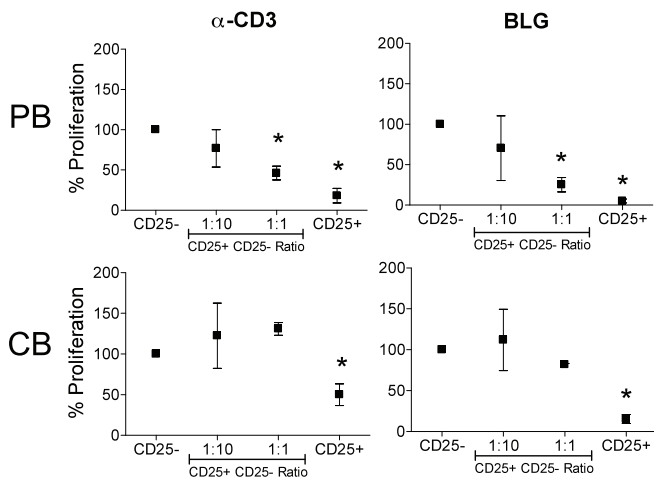 α-CD3 BLG
PB
% Proliferation
200
150
100
50
0
*
*
CD25- 1:10 1:1 CD25+
CD25+ CD25- Ratio
200
150
100
50
0
*
*
CD25- 1:10 1:1 CD25+
CD25+ CD25- Ratio
CB
% Proliferation
200
150
100
50
0
*
CD25- 1:10 1:1 CD25+
CD25+ CD25- Ratio
200
150
100
50
0
*
CD25- 1:10 1:1 CD25+
CD25+ CD25- Ratio